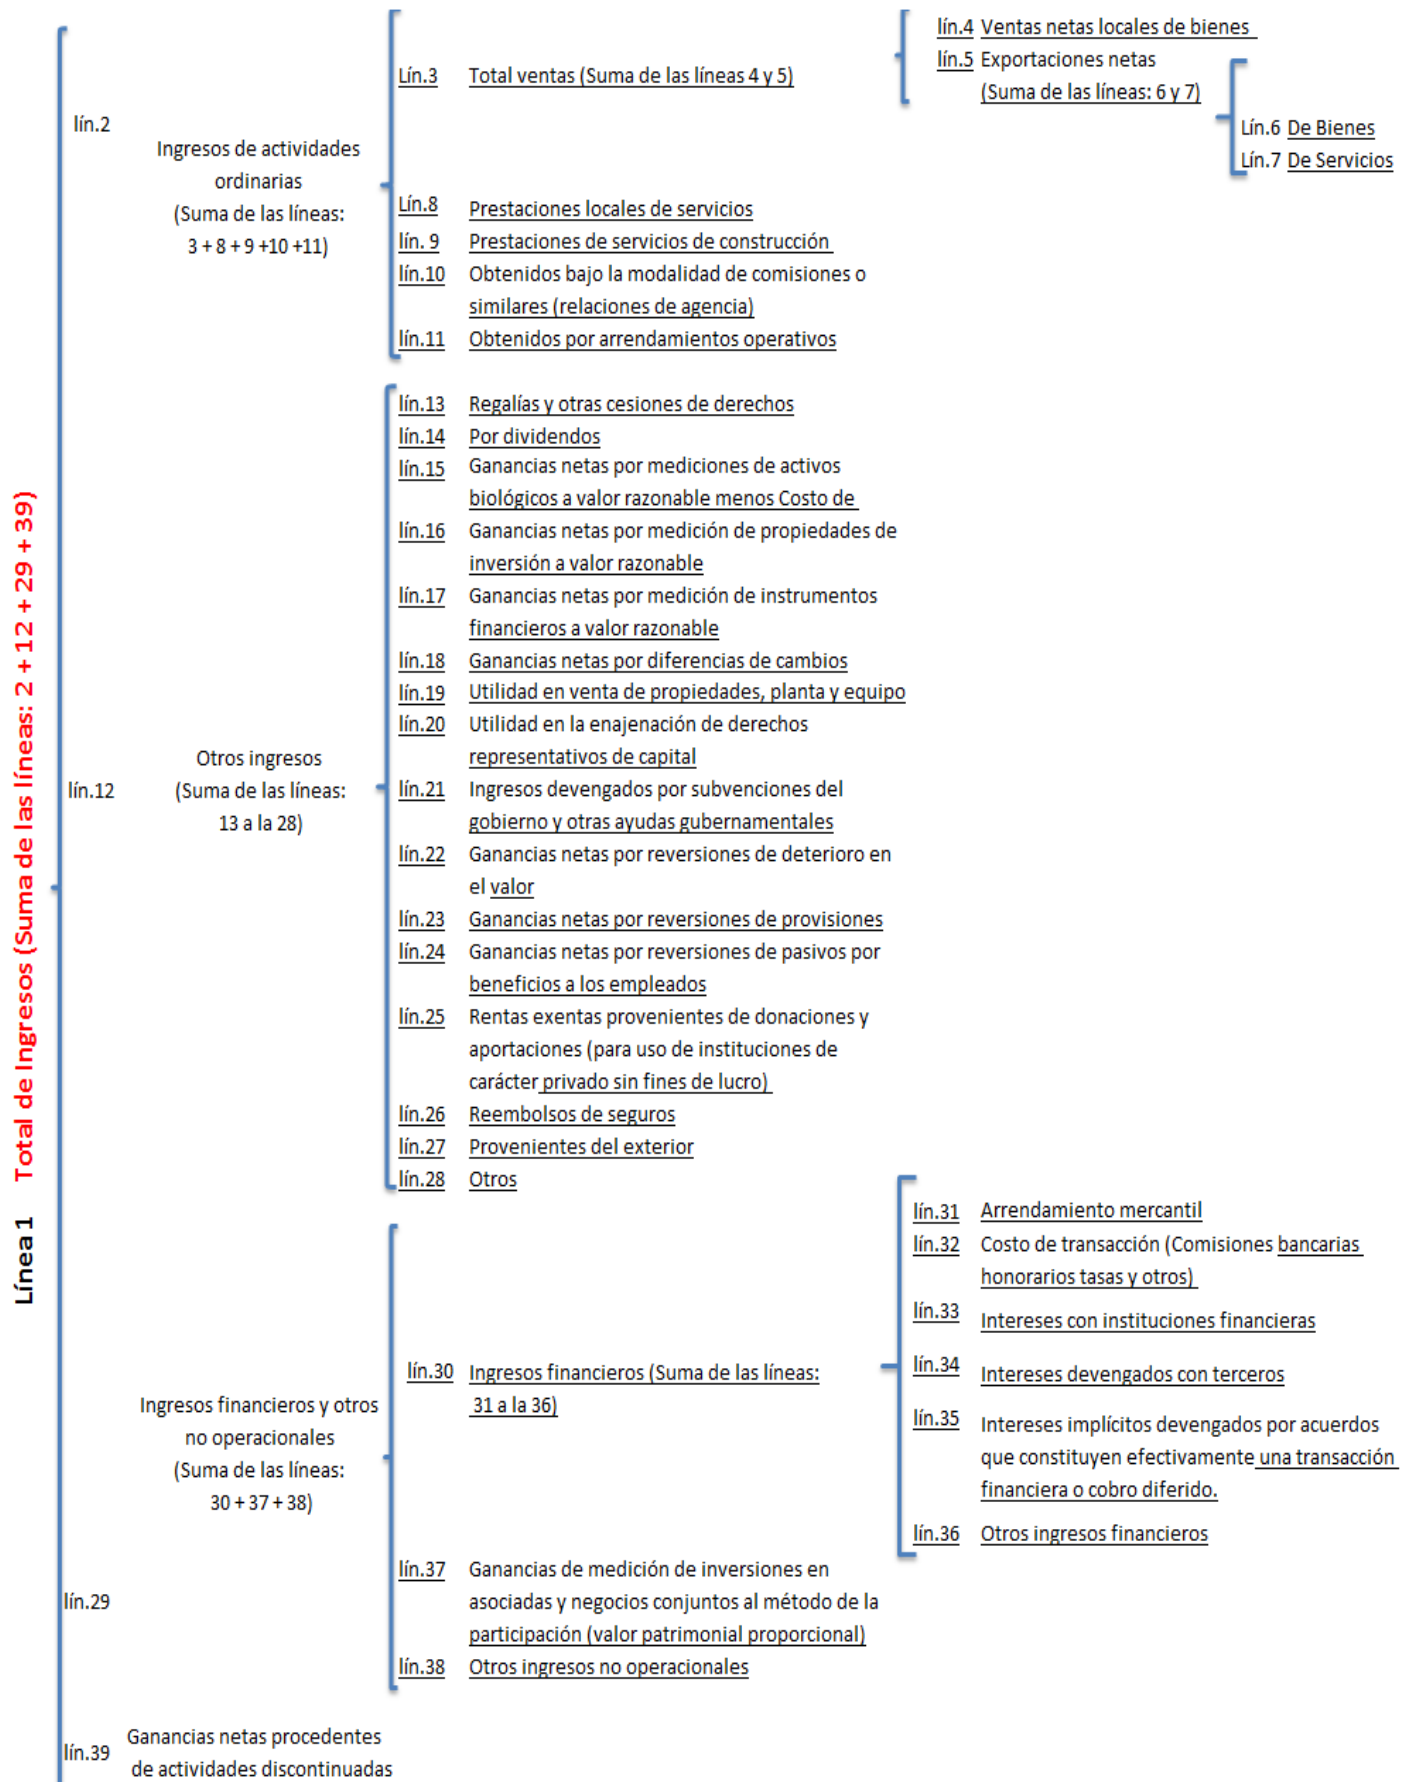 Línea 1 Total de Ingresos (Suma de las líneas: 2 + 12 + 29 + 39)
lín.2
Ingresos de actividades
ordinarias
(Suma de las líneas:
3 + 8 + 9 +10 +11)
Lín.3 Total ventas (Suma de las líneas 4 y 5)
lín.4 Ventas netas locales de bienes
lín.5 Exportaciones netas
(Suma de las líneas: 6 y 7)
Lín.6 De Bienes
Lín.7 De Servicios
Lín.8 Prestaciones locales de servicios
lín. 9 Prestaciones de servicios de construcción
lín.10 Obtenidos bajo la modalidad de comisiones o
similares (relaciones de agencia)
lín.11 Obtenidos por arrendamientos operativos
lín.12
Otros ingresos
(Suma de las líneas:
13 a la 28)
lín.13 Regalías y otras cesiones de derechos
lín.14 Por dividendos
lín.15 Ganancias netas por mediciones de activos
biológicos a valor razonable menos Costo de
lín.16 Ganancias netas por medición de propiedades de
inversión a valor razonable
lín.17 Ganancias netas por medición de instrumentos
financieros a valor razonable
lín.18 Ganancias netas por diferencias de cambios
lín.19 Utilidad en venta de propiedades, planta y equipo
lín.20 Utilidad en la enajenación de derechos
representativos de capital
lín.21 Ingresos devengados por subvenciones del
gobierno y otras ayudas gubernamentales
lín.22 Ganancias netas por reversiones de deterioro en
el valor
lín.23 Ganancias netas por reversiones de provisiones
lín.24 Ganancias netas por reversiones de pasivos por
beneficios a los empleados
lín.25 Rentas exentas provenientes de donaciones y
aportaciones (para uso de instituciones de
carácter privado sin fines de lucro)
lín.26 Reembolsos de seguros
lín.27 Provenientes del exterior
lín.28 Otros
lín.29
Ingresos financieros y otros
no operacionales
(Suma de las líneas:
30 + 37 + 38)
lín.30 Ingresos financieros (Suma de las líneas:
31 a la 36)
lín.31 Arrendamiento mercantil
lín.32 Costo de transacción (Comisiones bancarias
honorarios tasas y otros)
lín.33 Intereses con instituciones financieras
lín.34 Intereses devengados con terceros
lín.35 Intereses implícitos devengados por acuerdos
que constituyen efectivamente una transacción
financiera o cobro diferido.
lín.36 Otros ingresos financieros
lín.37 Ganancias de medición de inversiones en
asociadas y negocios conjuntos al método de la
participación (valor patrimonial proporcional)
lín.38 Otros ingresos no operacionales
lín.39
Ganancias netas procedentes
de actividades discontinuadas